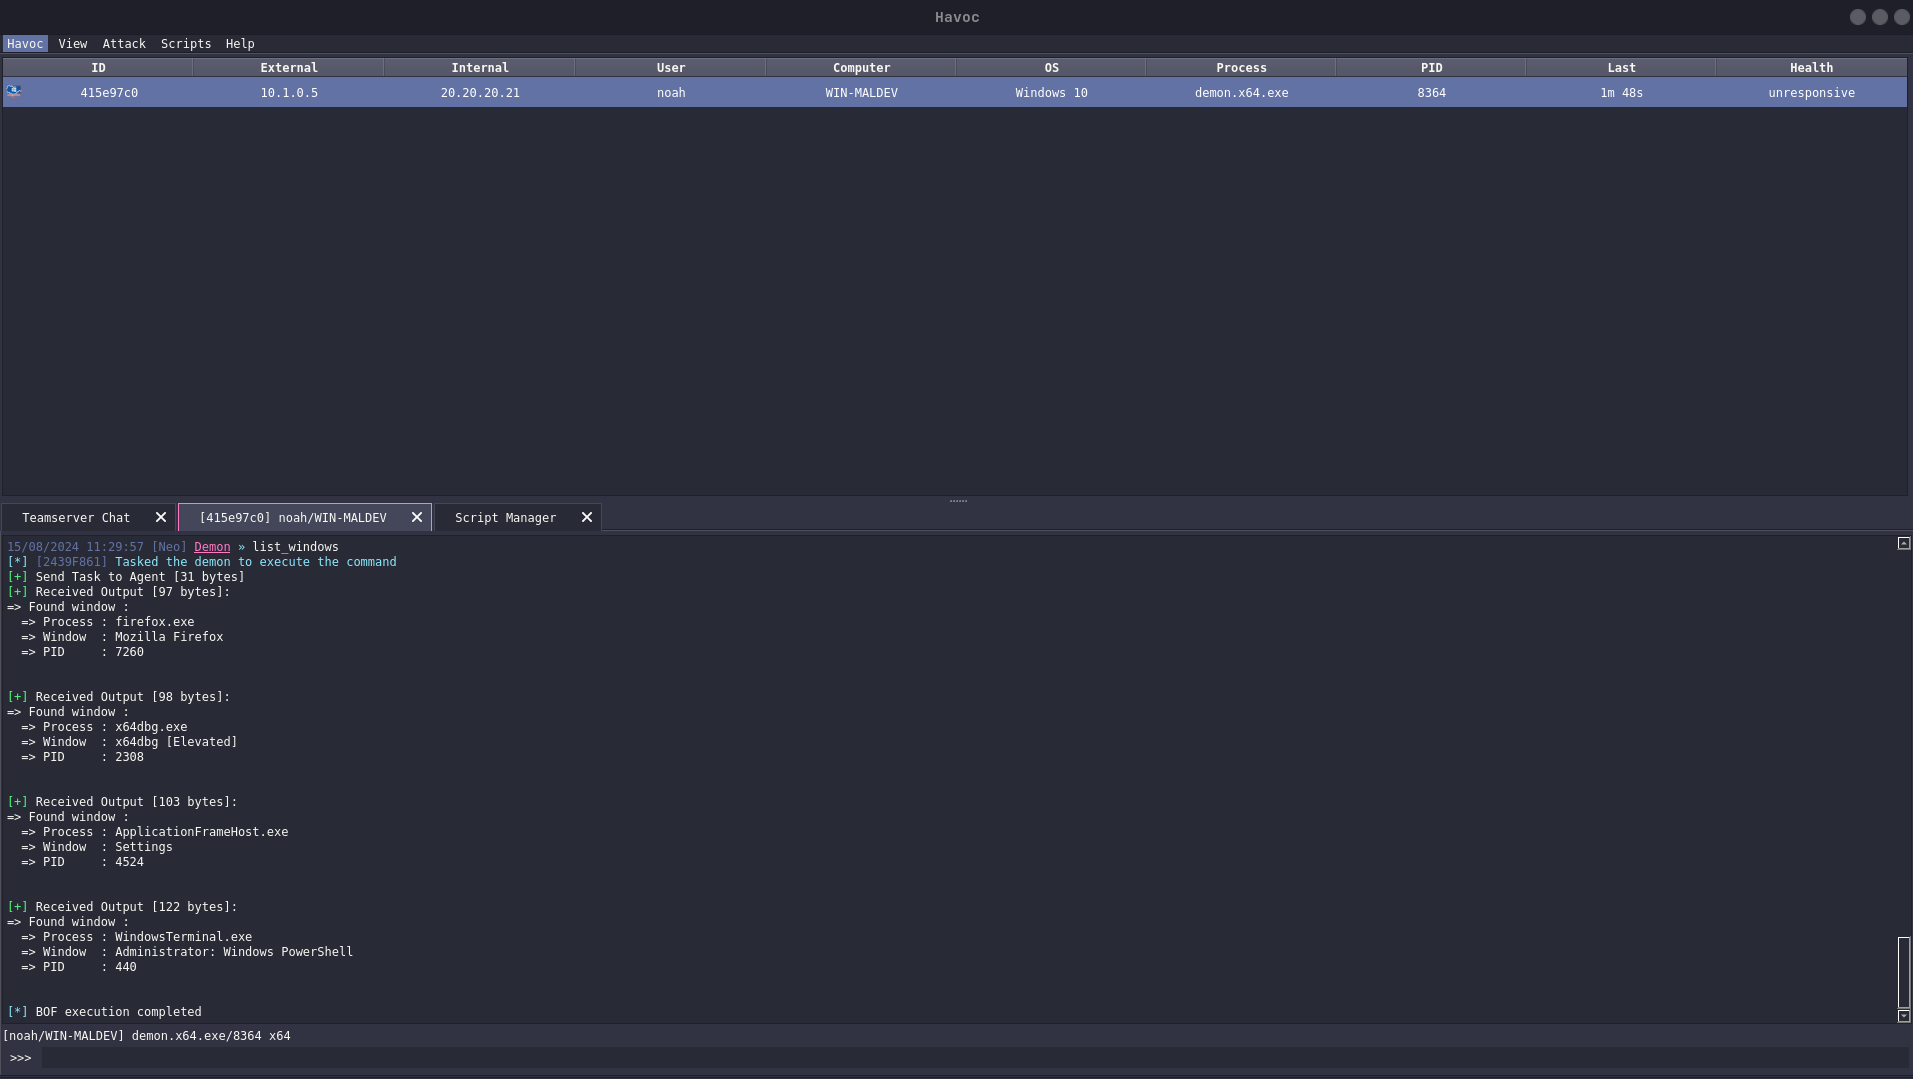 Havoc
Havoc View Attack Scripts Help
ID External Internal User Computer OS Process PID Last Health
415e97c0 10.1.0.5 20.20.20.21 noah WIN-MALDEV Windows 10 demon.x64.exe 8364 1m 48s unresponsive
Teamserver Chat [415e97c0] noah/WIN-MALDEV Script Manager
15/08/2024 11:29:57 [Neo] Demon » list_windows
[*] [2439F861] Tasked the demon to execute the command
[+] Send Task to Agent [31 bytes]
[+] Received Output [97 bytes]:
=> Found window :
=> Process : firefox.exe
=> Window  : Mozilla Firefox
=> PID     : 7260
[+] Received Output [98 bytes]:
=> Found window :
=> Process : x64dbg.exe
=> Window  : x64dbg [Elevated]
=> PID     : 2308
[+] Received Output [103 bytes]:
=> Found window :
=> Process : ApplicationFrameHost.exe
=> Window  : Settings
=> PID     : 4524
[+] Received Output [122 bytes]:
=> Found window :
=> Process : WindowsTerminal.exe
=> Window  : Administrator: Windows PowerShell
=> PID     : 440
[*] BOF execution completed
[noah/WIN-MALDEV] demon.x64.exe/8364 x64
>>>